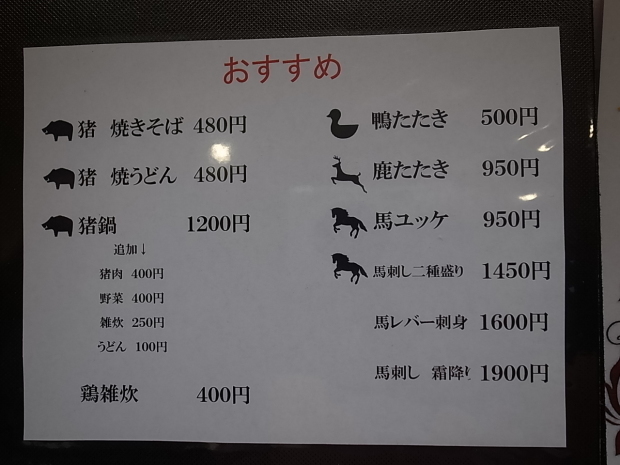 おすすめ
猪 焼きそば 480円
猪 焼うどん 480円
猪鍋 1200円
追加↓
猪肉 400円
野菜 400円
雑炊 250円
うどん 100円
鶏雑炊 400円
鴨たたき 500円
鹿たたき 950円
馬ユッケ 950円
馬刺し二種盛り 1450円
馬レバー刺身 1600円
馬刺し 霜降り 1900円